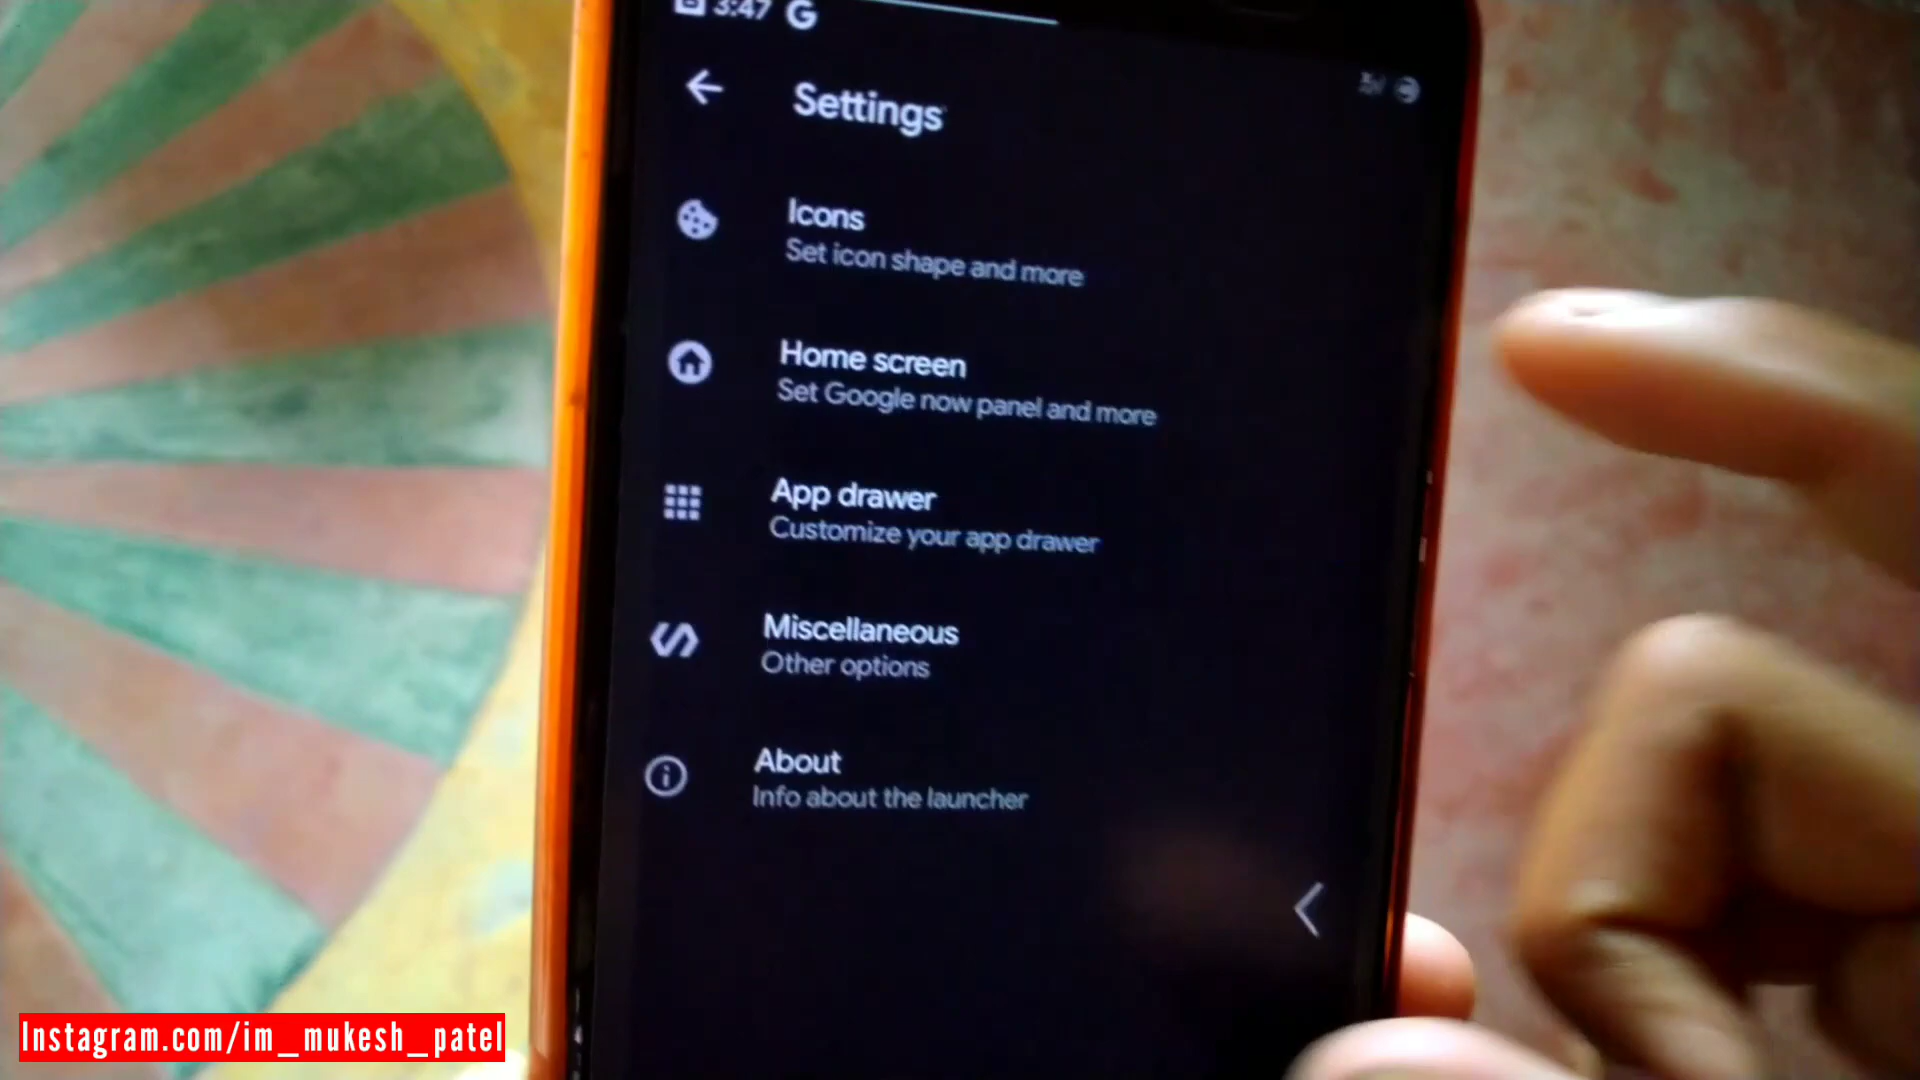 3:47 G
Settings
Icons
Set icon shape and more
Home screen
Set Google now panel and more
App drawer
Customize your app drawer
Miscellaneous
Other options
About
Info about the launcher
Instagram.com/im_mukesh_patel